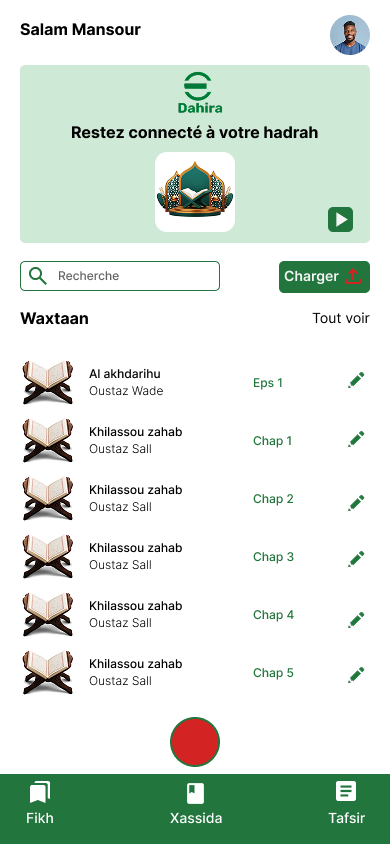 Salam Mansour
Dahira
Restez connecté à votre hadrah
Recherche
Charger
Waxtaan
Tout voir
Al akhdarihu
Oustaz Wade
Eps 1
Khilassou zahab
Oustaz Sall
Chap 1
Khilassou zahab
Oustaz Sall
Chap 2
Khilassou zahab
Oustaz Sall
Chap 3
Khilassou zahab
Oustaz Sall
Chap 4
Khilassou zahab
Oustaz Sall
Chap 5
Fikh
Xassida
Tafsir